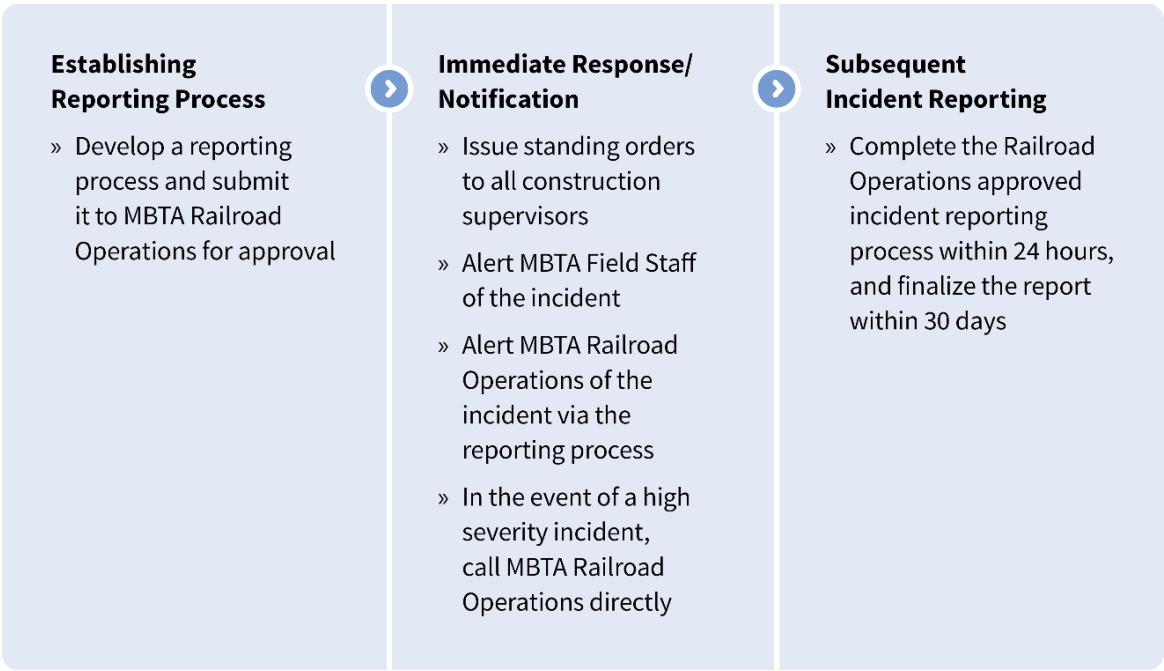 Establishing
Reporting Process
» Develop a reporting
process and submit
it to MBTA Railroad
Operations for approval
Immediate Response/
Notification
» Issue standing orders
to all construction
supervisors
» Alert MBTA Field Staff
of the incident
» Alert MBTA Railroad
Operations of the
incident via the
reporting process
» In the event of a high
severity incident,
call MBTA Railroad
Operations directly
Subsequent
Incident Reporting
» Complete the Railroad
Operations approved
incident reporting
process within 24 hours,
and finalize the report
within 30 days